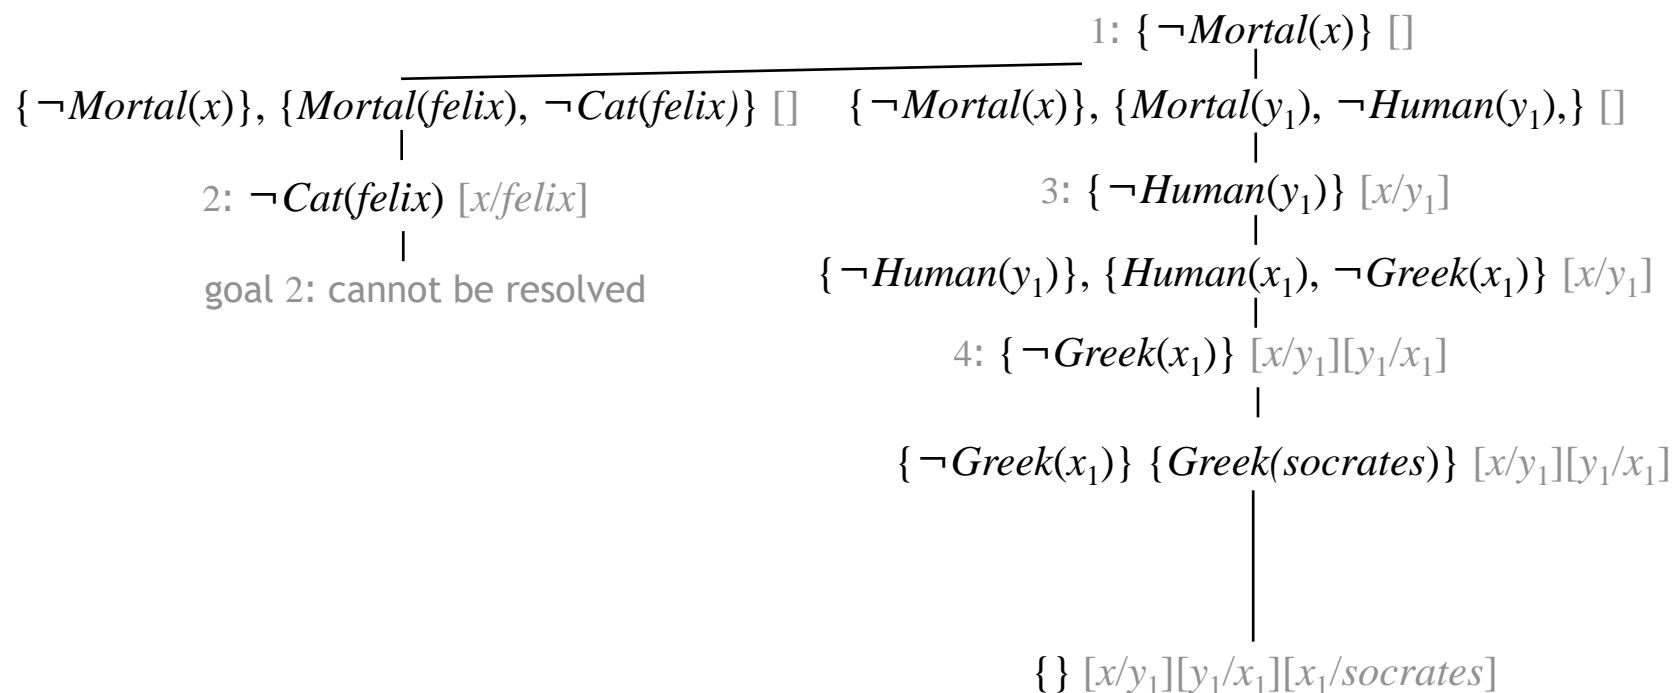 1: {¬Mortal(x)} []
{¬Mortal(x)}, {Mortal(felix), ¬Cat(felix)} []
{¬Mortal(x)}, {Mortal(y₁), ¬Human(y₁),} []
2: ¬Cat(felix) [x/felix]
3: {¬Human(y₁)} [x/y₁]
goal 2: cannot be resolved
{¬Human(y₁)}, {Human(x₁), ¬Greek(x₁)} [x/y₁]
4: {¬Greek(x₁)} [x/y₁][y₁/x₁]
{¬Greek(x₁)} {Greek(socrates)} [x/y₁][y₁/x₁]
{} [x/y₁][y₁/x₁][x₁/socrates]